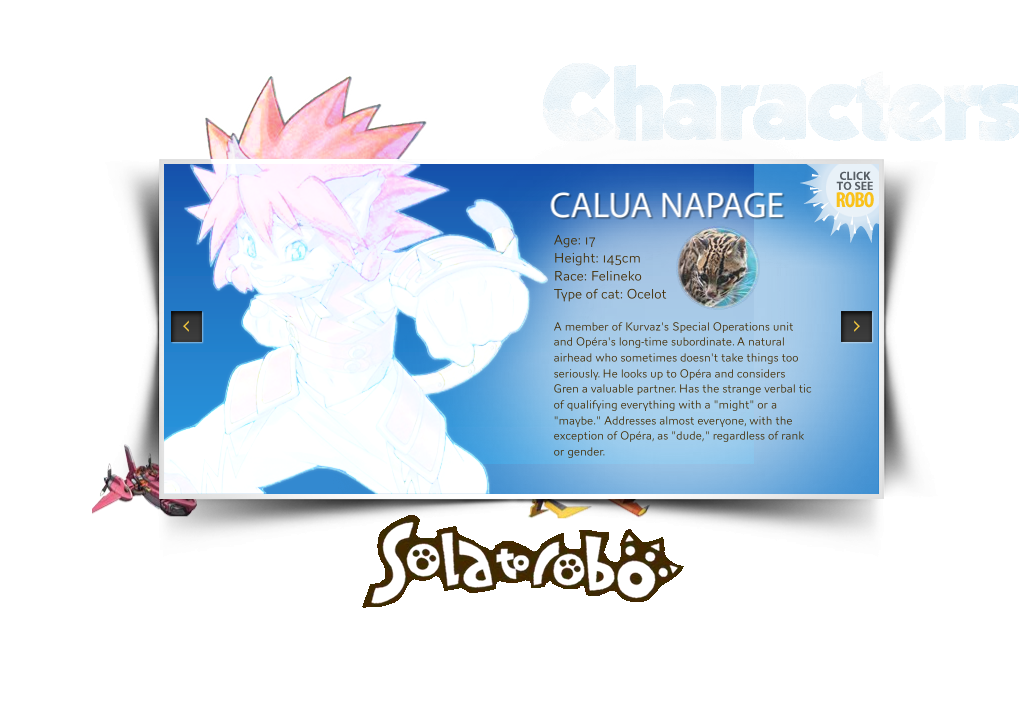 Characters
CLICK
TO SEE
ROBO
CALUA NAPAGE
Age: 17
Height: 145cm
Race: Felineko
Type of cat: Ocelot
A member of Kurvaz's Special Operations unit
and Opéra's long-time subordinate. A natural
airhead who sometimes doesn't take things too
seriously. He looks up to Opéra and considers
Gren a valuable partner. Has the strange verbal tic
of qualifying everything with a "might" or a
"maybe." Addresses almost everyone, with the
exception of Opéra, as "dude," regardless of rank
or gender.
Solatorobo